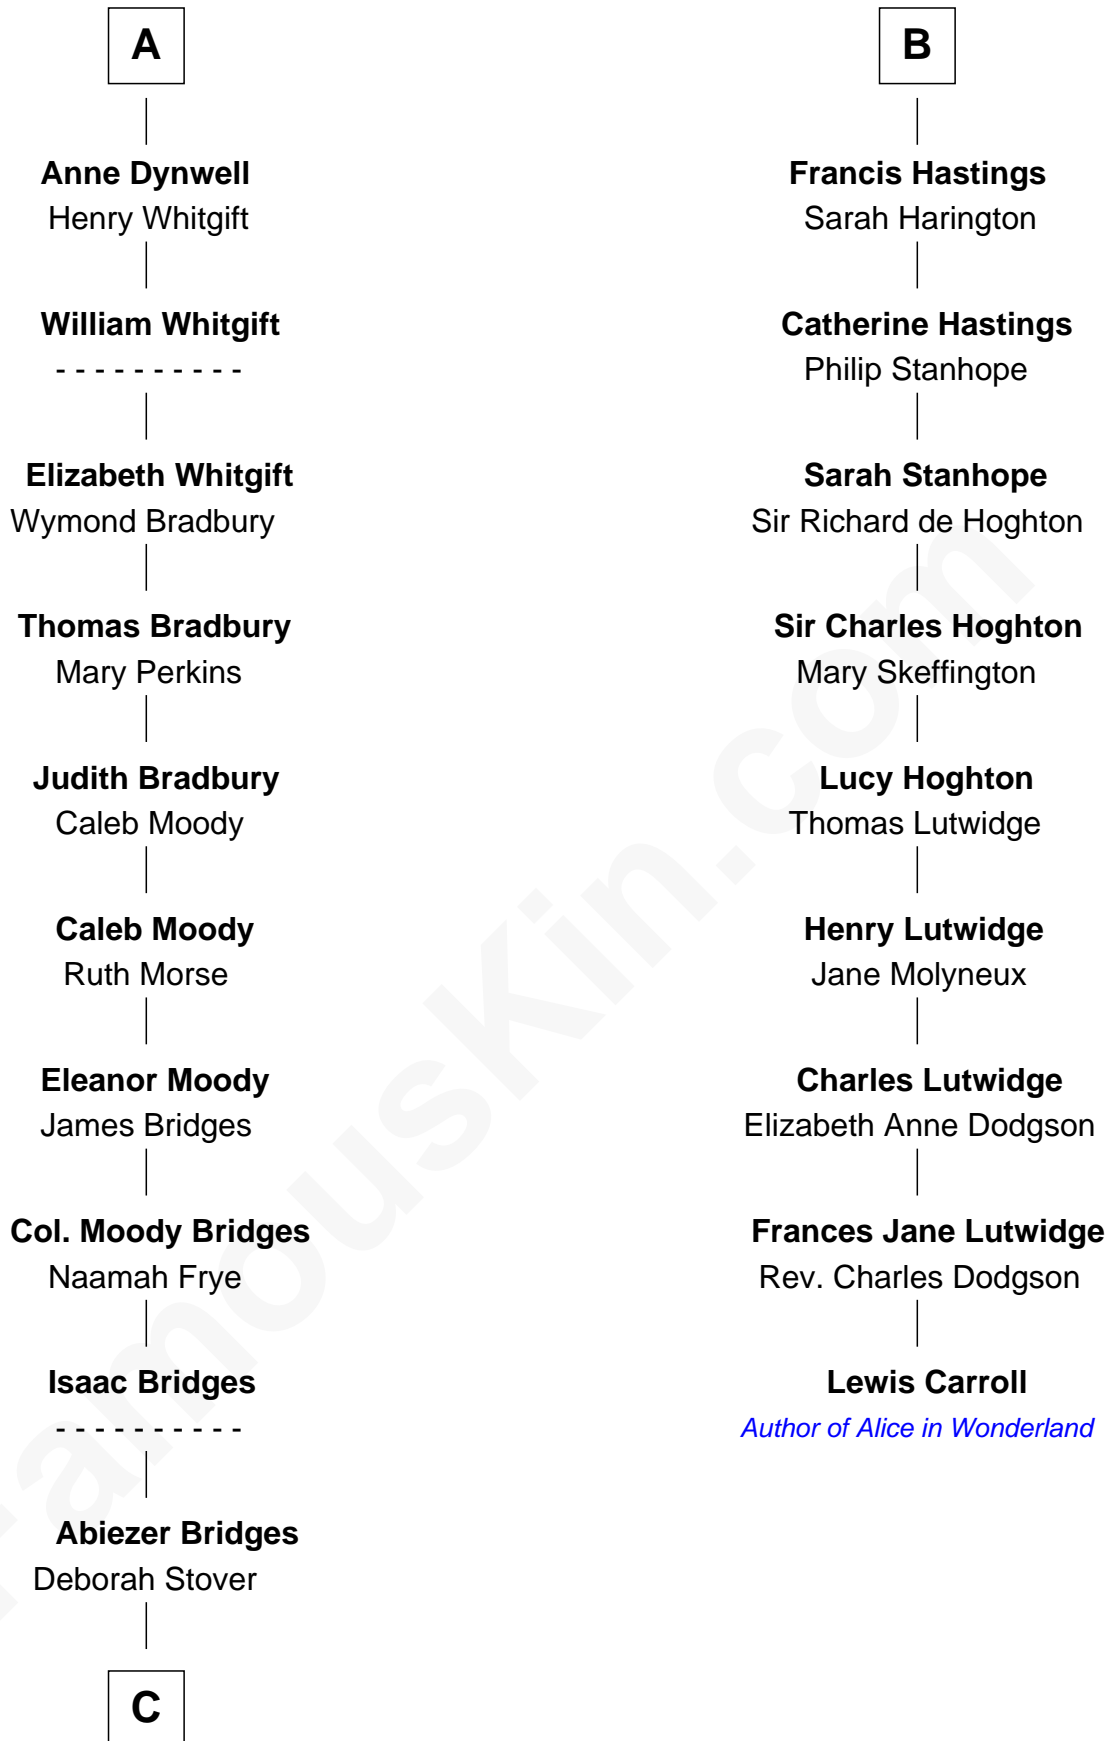 A
Anne Dynwell
Henry Whitgift
William Whitgift
- - - - - - - - - -
Elizabeth Whitgift
Wymond Bradbury
Thomas Bradbury
Mary Perkins
Judith Bradbury
Caleb Moody
Caleb Moody
Ruth Morse
Eleanor Moody
James Bridges
Col. Moody Bridges
Naamah Frye
Isaac Bridges
- - - - - - - - - -
Abiezer Bridges
Deborah Stover
C
B
Francis Hastings
Sarah Harington
Catherine Hastings
Philip Stanhope
Sarah Stanhope
Sir Richard de Hoghton
Sir Charles Hoghton
Mary Skeffington
Lucy Hoghton
Thomas Lutwidge
Henry Lutwidge
Jane Molyneux
Charles Lutwidge
Elizabeth Anne Dodgson
Frances Jane Lutwidge
Rev. Charles Dodgson
Lewis Carroll
Author of Alice in Wonderland
FamousKin.com